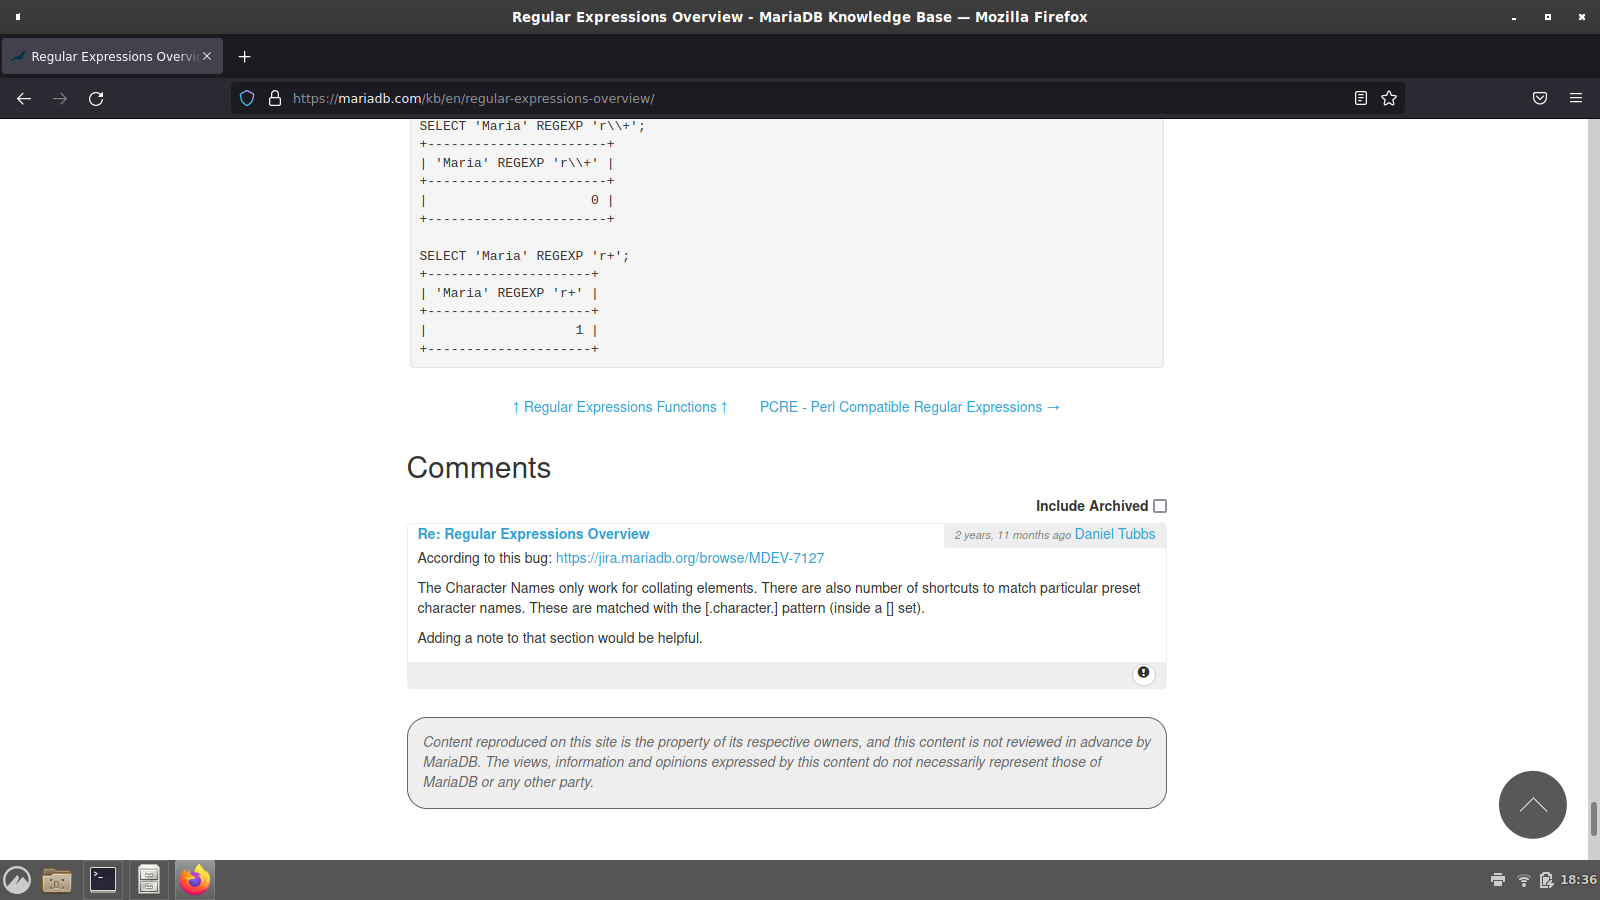 Regular Expressions Overview - MariaDB Knowledge Base — Mozilla Firefox
Regular Expressions Overvi
https://mariadb.com/kb/en/regular-expressions-overview/
SELECT 'Maria' REGEXP 'r\\+';
+-----------------------+
| 'Maria' REGEXP 'r\\+' |
+-----------------------+
|                     0 |
+-----------------------+
SELECT 'Maria' REGEXP 'r+';
+---------------------+
| 'Maria' REGEXP 'r+' |
+---------------------+
|                   1 |
+---------------------+
↑ Regular Expressions Functions ↑ PCRE - Perl Compatible Regular Expressions →
Comments
Include Archived
Re: Regular Expressions Overview
2 years, 11 months ago Daniel Tubbs
According to this bug: https://jira.mariadb.org/browse/MDEV-7127
The Character Names only work for collating elements. There are also number of shortcuts to match particular preset
character names. These are matched with the [.character.] pattern (inside a [] set).
Adding a note to that section would be helpful.
Content reproduced on this site is the property of its respective owners, and this content is not reviewed in advance by
MariaDB. The views, information and opinions expressed by this content do not necessarily represent those of
MariaDB or any other party.
18:36